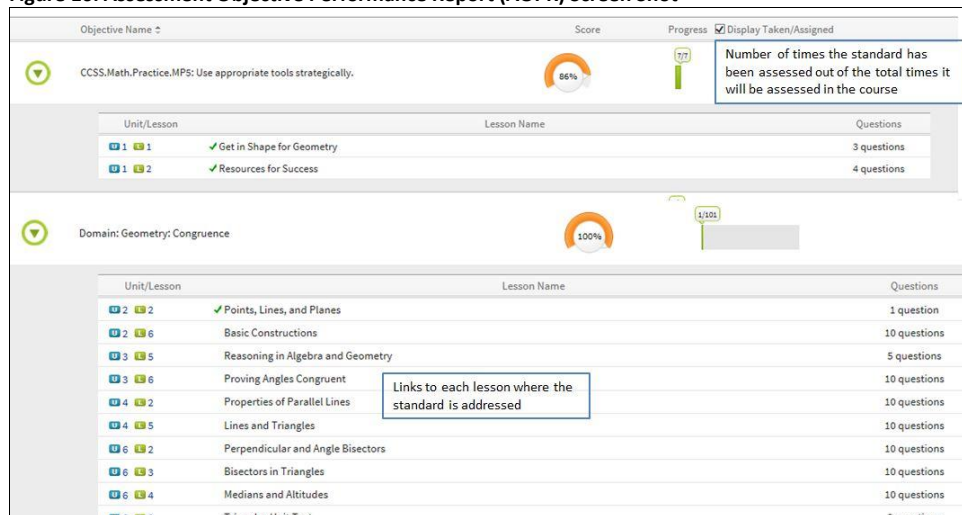 Objective Name
Score
Progress
Display Taken/Assigned
CCSS.Math.Practice.MP5: Use appropriate tools strategically.
86%
7/7
Number of times the standard has
been assessed out of the total times it
will be assessed in the course
Unit/Lesson Lesson Name Questions
U 1 L 1 Get in Shape for Geometry 3 questions
U 1 L 2 Resources for Success 4 questions
Domain: Geometry: Congruence
100%
1/101
Unit/Lesson Lesson Name Questions
U 2 L 2 Points, Lines, and Planes 1 question
U 2 L 6 Basic Constructions 10 questions
U 3 L 5 Reasoning in Algebra and Geometry 5 questions
U 3 L 6 Proving Angles Congruent 10 questions
U 4 L 2 Properties of Parallel Lines 10 questions
U 4 L 5 Lines and Triangles 10 questions
Links to each lesson where the
standard is addressed
U 6 L 2 Perpendicular and Angle Bisectors 10 questions
U 6 L 3 Bisectors in Triangles 10 questions
U 6 L 4 Medians and Altitudes 10 questions